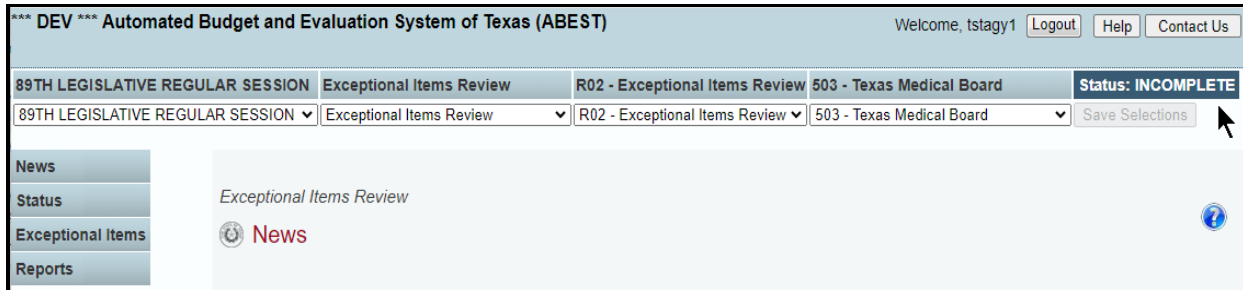 *** DEV *** Automated Budget and Evaluation System of Texas (ABEST)
Welcome, tstagy1 Logout Help Contact Us
89TH LEGISLATIVE REGULAR SESSION Exceptional Items Review R02 - Exceptional Items Review 503 - Texas Medical Board Status: INCOMPLETE
89TH LEGISLATIVE REGULAR SESSION Exceptional Items Review R02 - Exceptional Items Review 503 - Texas Medical Board Save Selections
News
Status
Exceptional Items
Reports
Exceptional Items Review
News